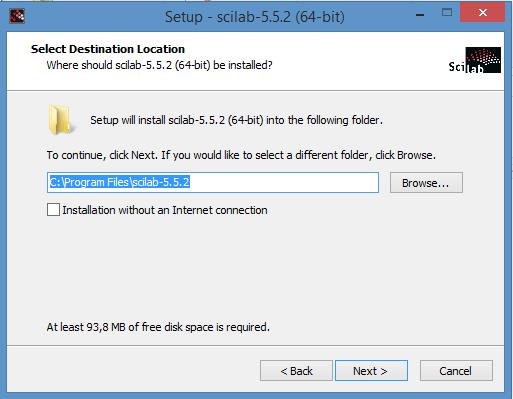 Setup - scilab-5.5.2 (64-bit)
Select Destination Location
Where should scilab-5.5.2 (64-bit) be installed?
Scilab
Setup will install scilab-5.5.2 (64-bit) into the following folder.
To continue, click Next. If you would like to select a different folder, click Browse.
C:\Program Files\scilab-5.5.2
Browse...
Installation without an Internet connection
At least 93,8 MB of free disk space is required.
< Back
Next >
Cancel